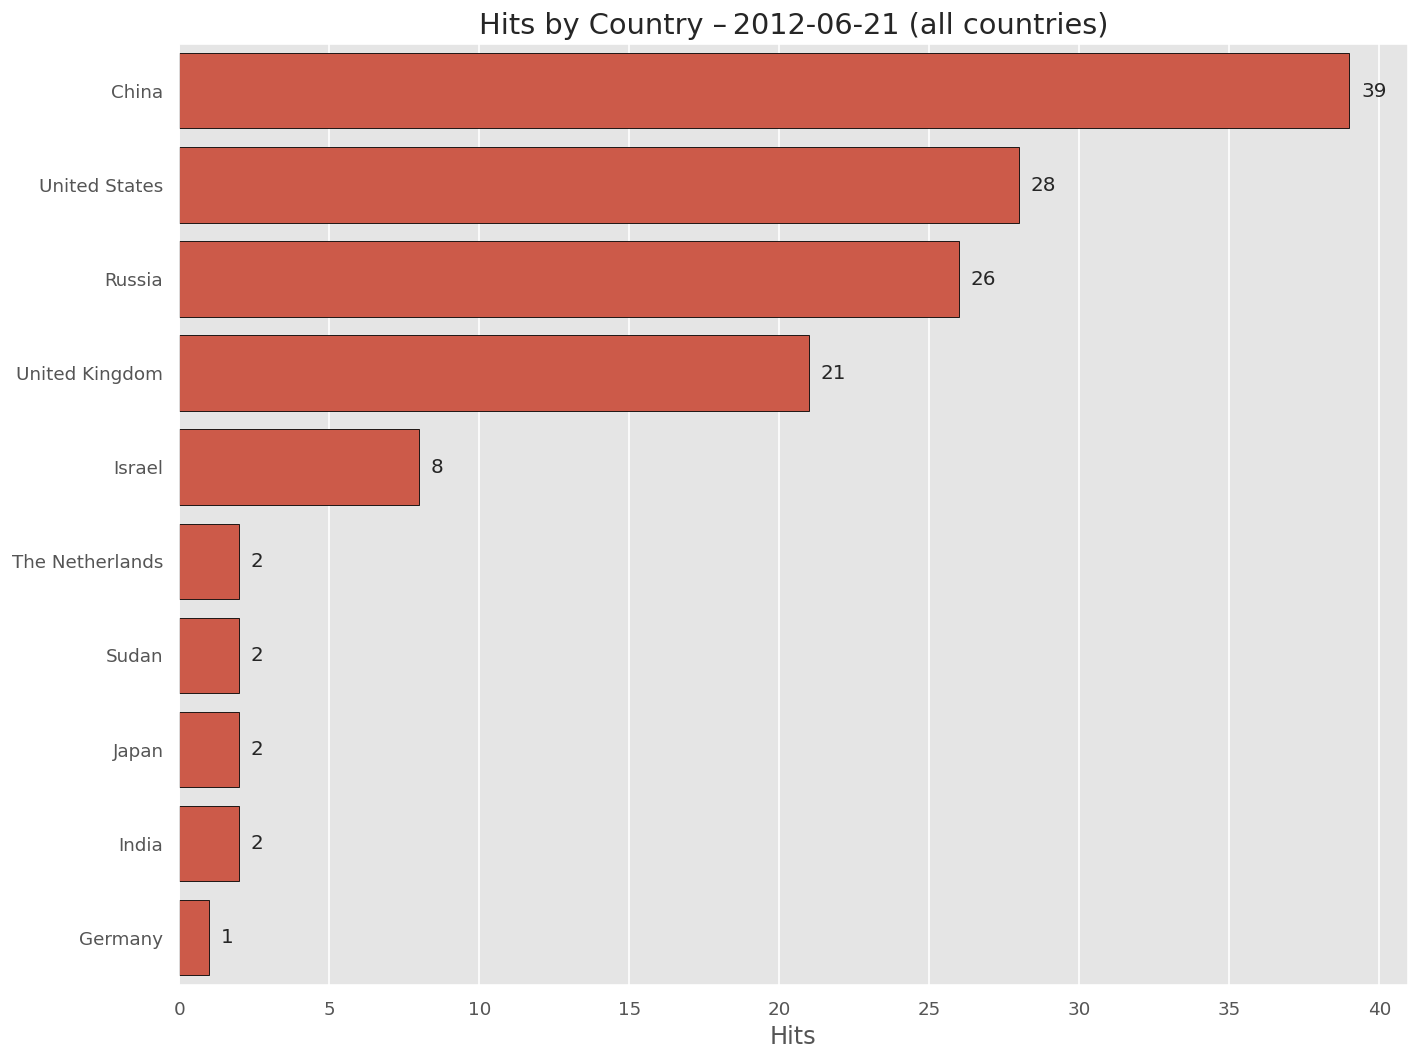 Hits by Country – 2012-06-21 (all countries)
China 39
United States 28
Russia 26
United Kingdom 21
Israel 8
The Netherlands 2
Sudan 2
Japan 2
India 2
Germany 1
0 5 10 15 20 25 30 35 40
Hits